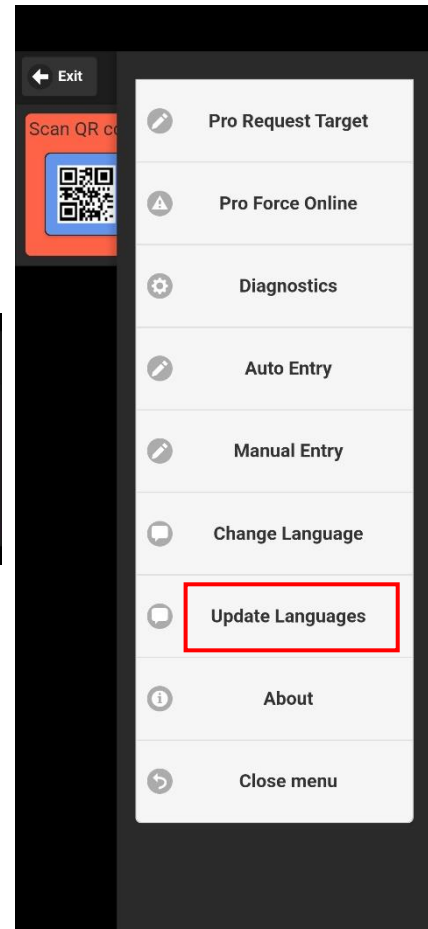 Exit
Scan QR co
Pro Request Target
Pro Force Online
Diagnostics
Auto Entry
Manual Entry
Change Language
Update Languages
About
Close menu